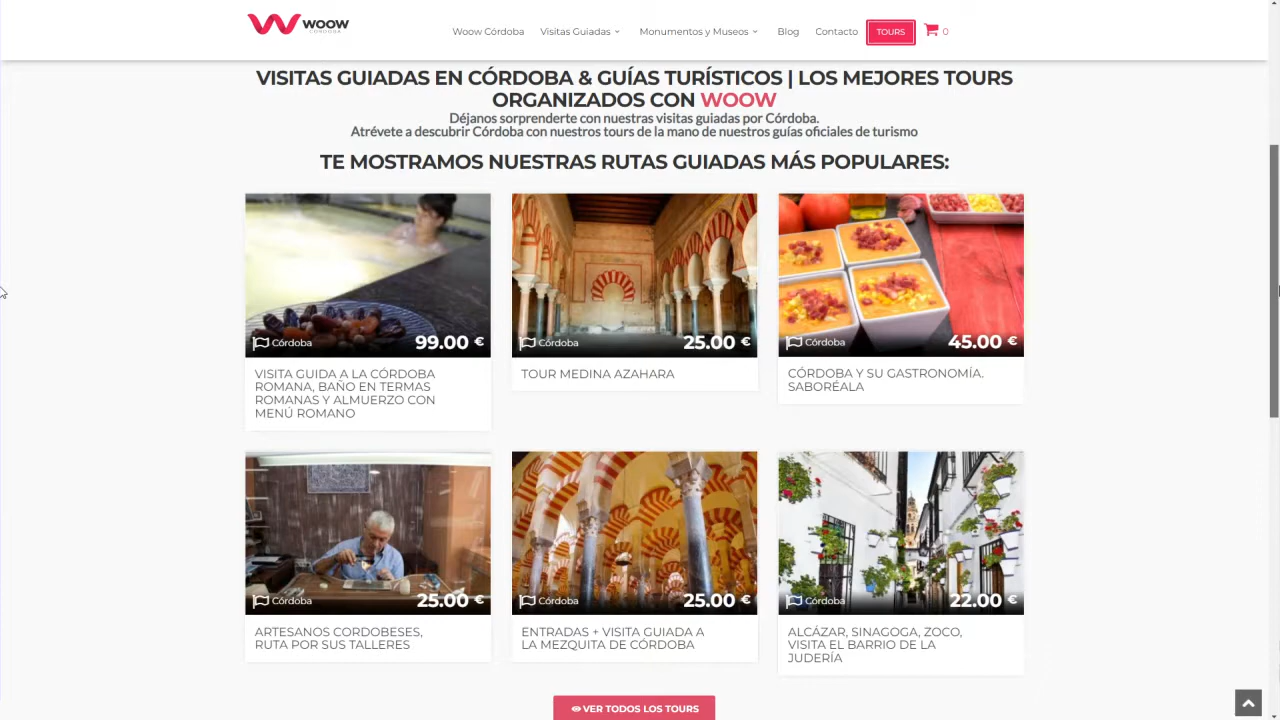 WOOW
CÓRDOBA
Woow Córdoba Visitas Guiadas Monumentos y Museos Blog Contacto TOURS 0
VISITAS GUIADAS EN CÓRDOBA & GUÍAS TURÍSTICOS | LOS MEJORES TOURS
ORGANIZADOS CON WOOW
Déjanos sorprenderte con nuestras visitas guiadas por Córdoba.
Atrévete a descubrir Córdoba con nuestros tours de la mano de nuestros guías oficiales de turismo
TE MOSTRAMOS NUESTRAS RUTAS GUIADAS MÁS POPULARES:
Córdoba 99.00 €
VISITA GUIDA A LA CÓRDOBA
ROMANA, BAÑO EN TERMAS
ROMANAS Y ALMUERZO CON
MENÚ ROMANO
Córdoba 25.00 €
TOUR MEDINA AZAHARA
Córdoba 45.00 €
CÓRDOBA Y SU GASTRONOMÍA.
SABORÉALA
Córdoba 25.00 €
ARTESANOS CORDOBESES,
RUTA POR SUS TALLERES
Córdoba 25.00 €
ENTRADAS + VISITA GUIADA A
LA MEZQUITA DE CÓRDOBA
Córdoba 22.00 €
ALCÁZAR, SINAGOGA, ZOCO,
VISITA EL BARRIO DE LA
JUDERÍA
VER TODOS LOS TOURS